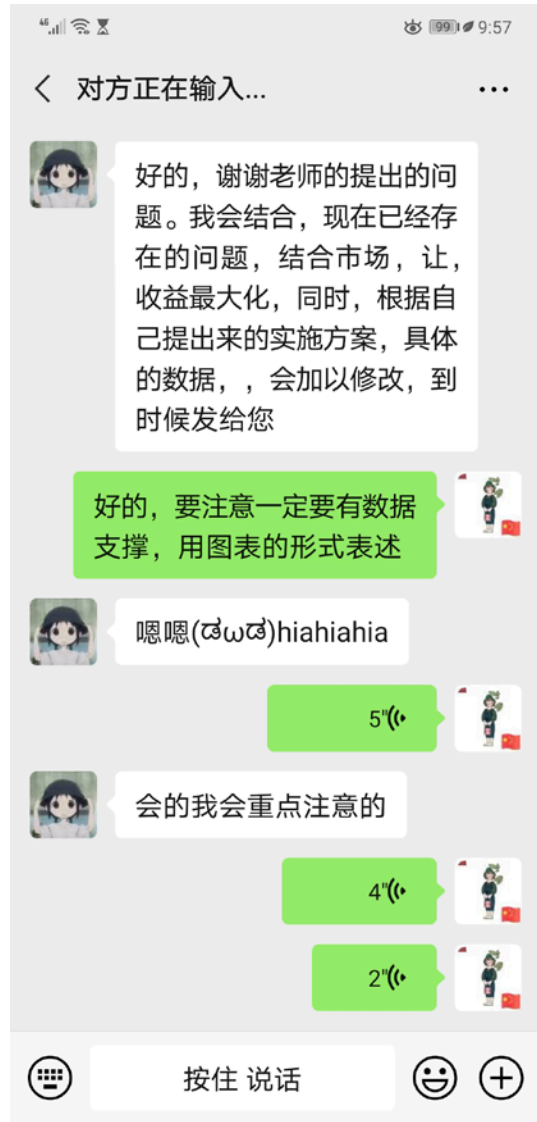 46
99
9:57
对方正在输入...
好的，谢谢老师的提出的问
题。我会结合，现在已经存
在的问题，结合市场，让，
收益最大化，同时，根据自
己提出来的实施方案，具体
的数据，，会加以修改，到
时候发给您
好的，要注意一定要有数据
支撑，用图表的形式表述
嗯嗯(ಡωಡ)hiahiahia
5"
会的我会重点注意的
4"
2"
按住 说话